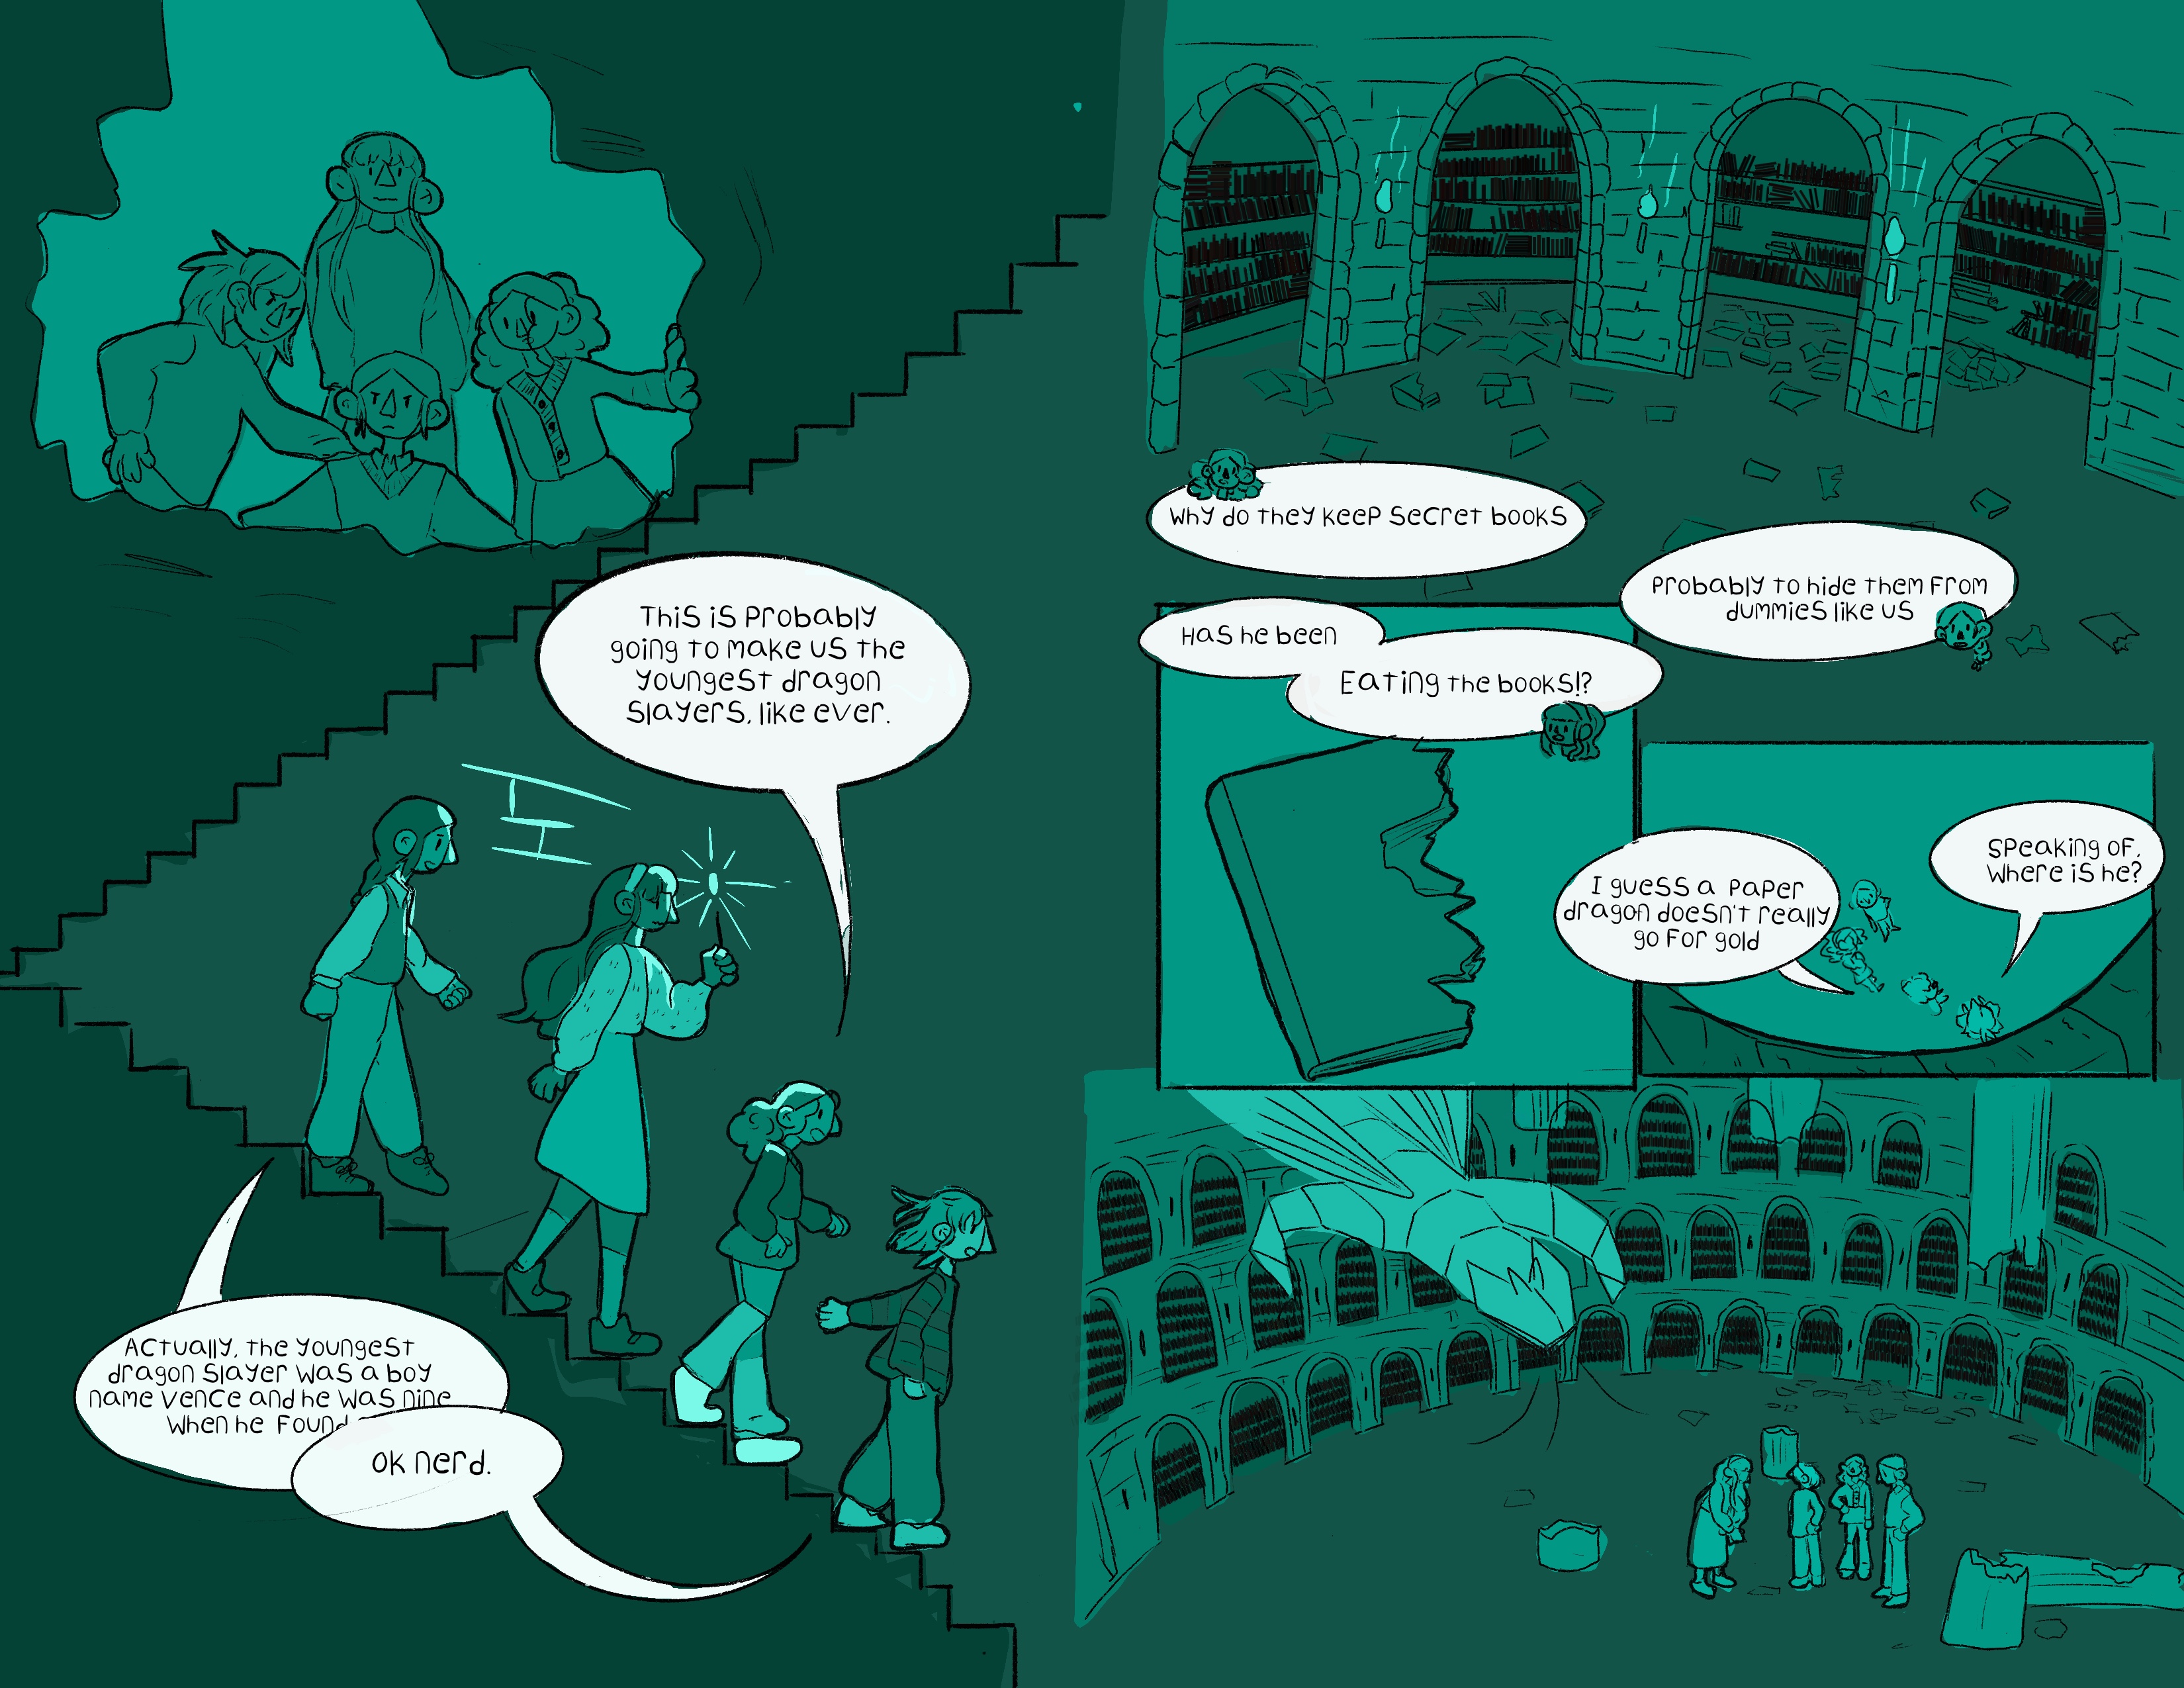 This is probably
going to make us the
youngest dragon
slayers, like ever.
Actually, the youngest
dragon slayer was a boy
name vence and he was nine
when he found
OK nerd.
Why do they keep secret books
Probably to hide them from
dummies like us
Has he been
Eating the books!?
I guess a paper
dragon doesn't really
go for gold
Speaking of,
Where is he?